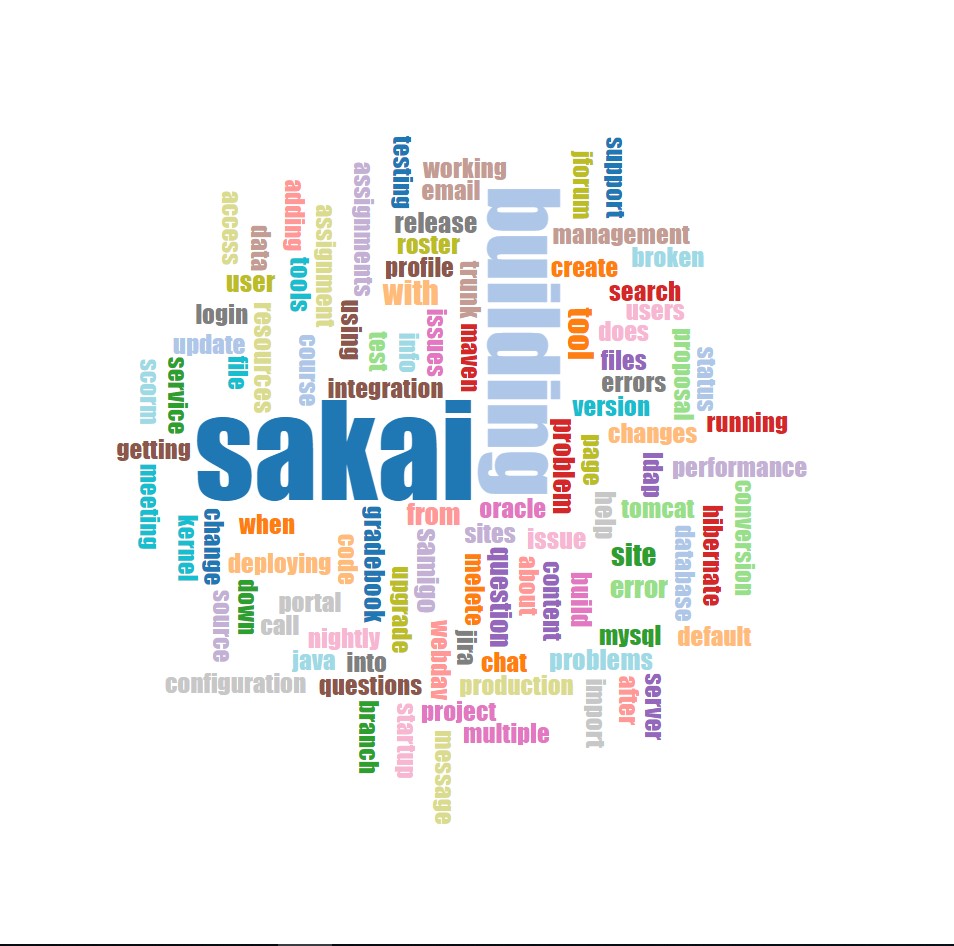 testing
working
support
jforum
assignments
email
adding
access
building
assignment
release
data
management
roster
broken
tools
profile
trunk
create
user
with
search
using
resources
users
issues
login
tool
does
maven
test
info
course
proposal
update
status
file
files
scorm
service
errors
integration
version
sakai
problem
running
changes
page
getting
ldap
performance
meeting
conversion
help
oracle
tomcat
hibernate
gradebook
from
change
kernel
when
database
sites
samigo
issue
code
site
question
melete
about
content
deploying
upgrade
build
error
down
source
portal
webdav
call
jira
mysql
default
nightly
java
into
chat
problems
configuration
questions
production
server
after
import
branch
startup
project
multiple
message